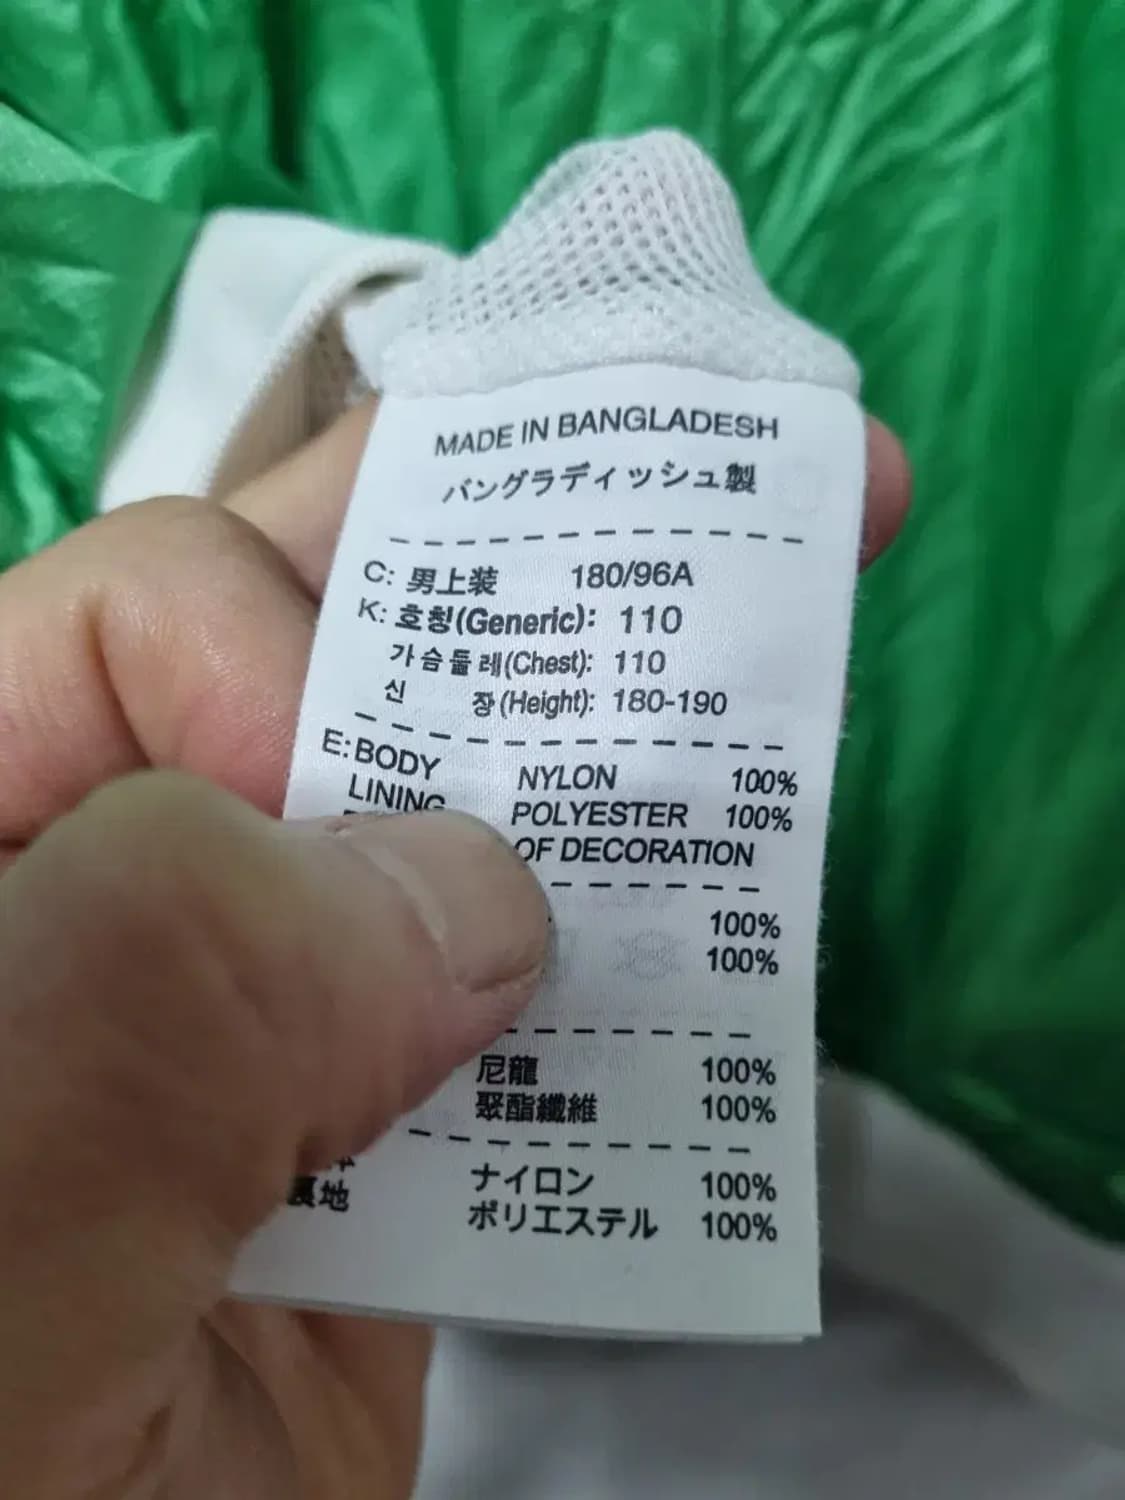 MADE IN BANGLADESH
バングラディッシュ製
C: 男上装 180/96A
K: 호칭(Generic): 110
가슴둘레(Chest): 110
신 장(Height): 180-190
E: BODY NYLON 100%
LINING POLYESTER 100%
OF DECORATION
100%
100%
尼龍 100%
聚酯纖維 100%
ナイロン 100%
裏地 ポリエステル 100%